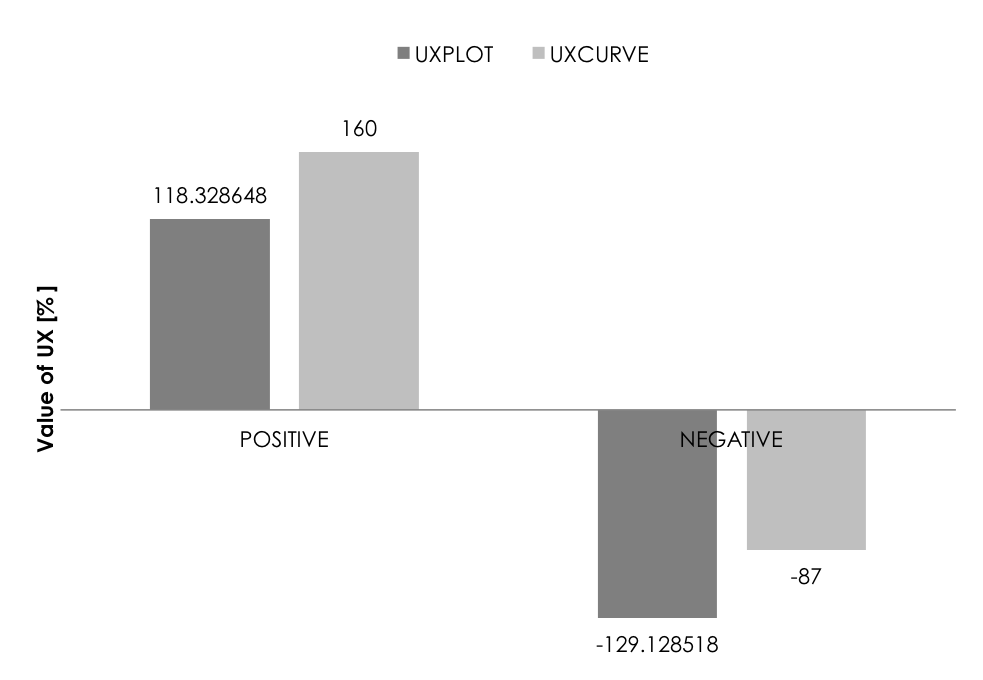 UXPLOT UXCURVE
160
118.328648
Value of UX [%]
POSITIVE
NEGATIVE
-87
-129.128518